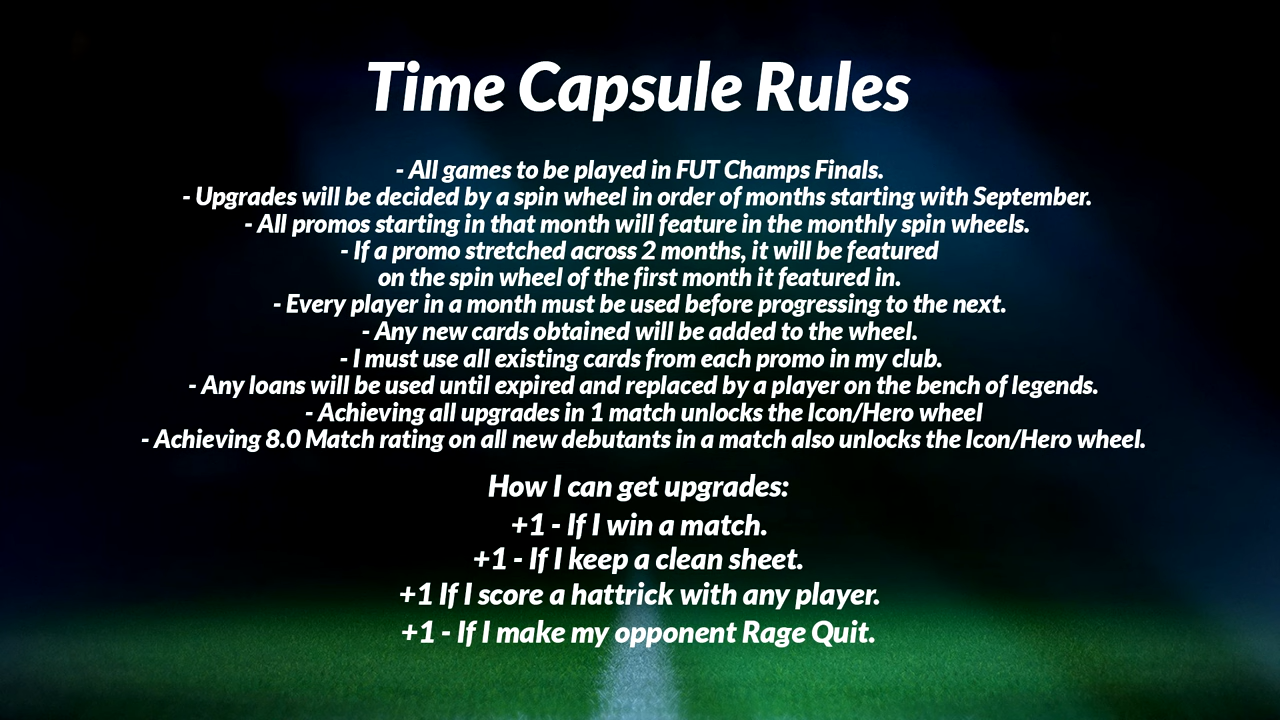 Time Capsule Rules
- All games to be played in FUT Champs Finals.
- Upgrades will be decided by a spin wheel in order of months starting with September.
- All promos starting in that month will feature in the monthly spin wheels.
- If a promo stretched across 2 months, it will be featured
on the spin wheel of the first month it featured in.
- Every player in a month must be used before progressing to the next.
- Any new cards obtained will be added to the wheel.
- I must use all existing cards from each promo in my club.
- Any loans will be used until expired and replaced by a player on the bench of legends.
- Achieving all upgrades in 1 match unlocks the Icon/Hero wheel
- Achieving 8.0 Match rating on all new debutants in a match also unlocks the Icon/Hero wheel.
How I can get upgrades:
+1 - If I win a match.
+1 - If I keep a clean sheet.
+1 If I score a hattrick with any player.
+1 - If I make my opponent Rage Quit.